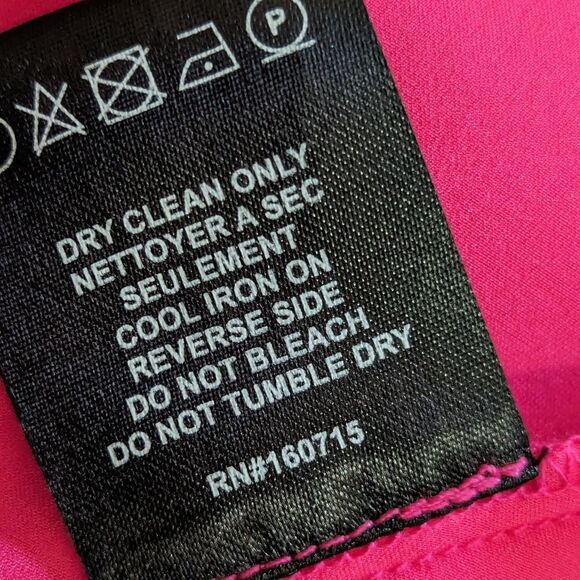 P
DRY CLEAN ONLY
NETTOYER A SEC
SEULEMENT
COOL IRON ON
REVERSE SIDE
DO NOT BLEACH
DO NOT TUMBLE DRY
RN#160715